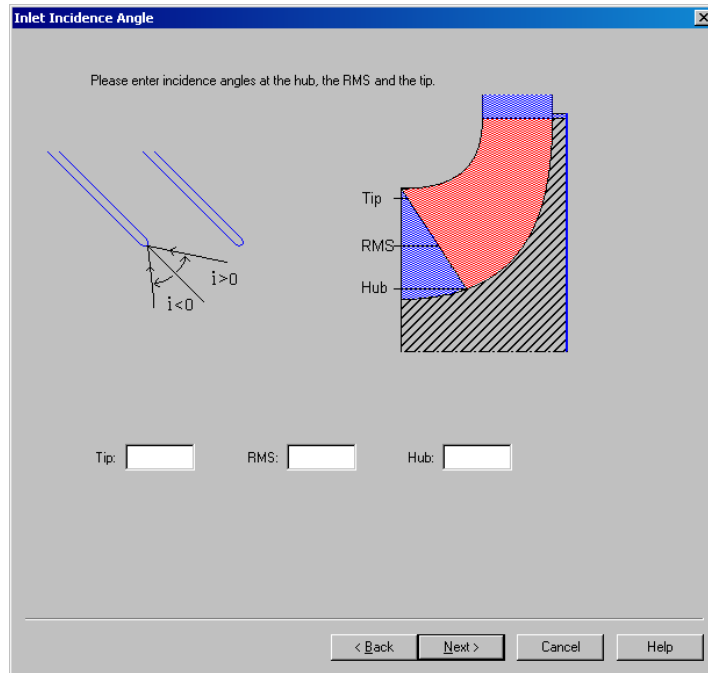 Inlet Incidence Angle
Please enter incidence angles at the hub, the RMS and the tip.
Tip
RMS
Hub
i>0
i<0
Tip:
RMS:
Hub:
< Back
Next >
Cancel
Help